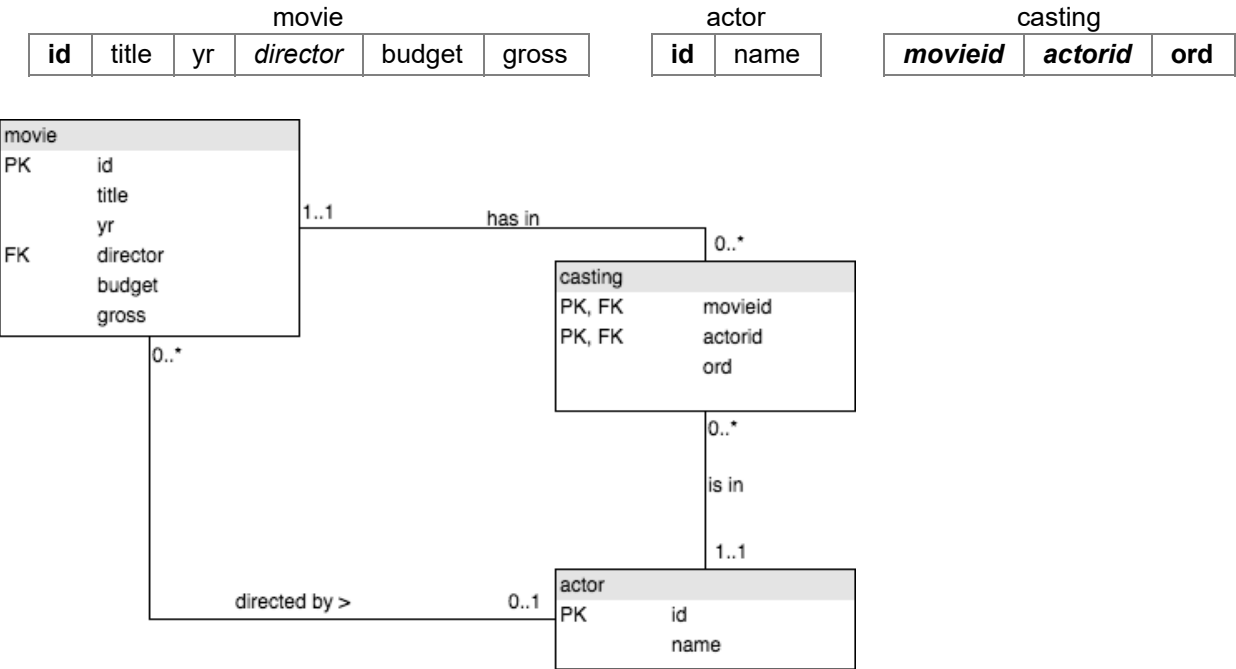 movie actor casting
id title yr director budget gross id name movieid actorid ord
movie
PK id
title
yr
FK director
budget
gross
1..1 has in
0..*
casting
PK, FK movieid
PK, FK actorid
ord
0..*
0..*
is in
1..1
directed by > 0..1
actor
PK id
name